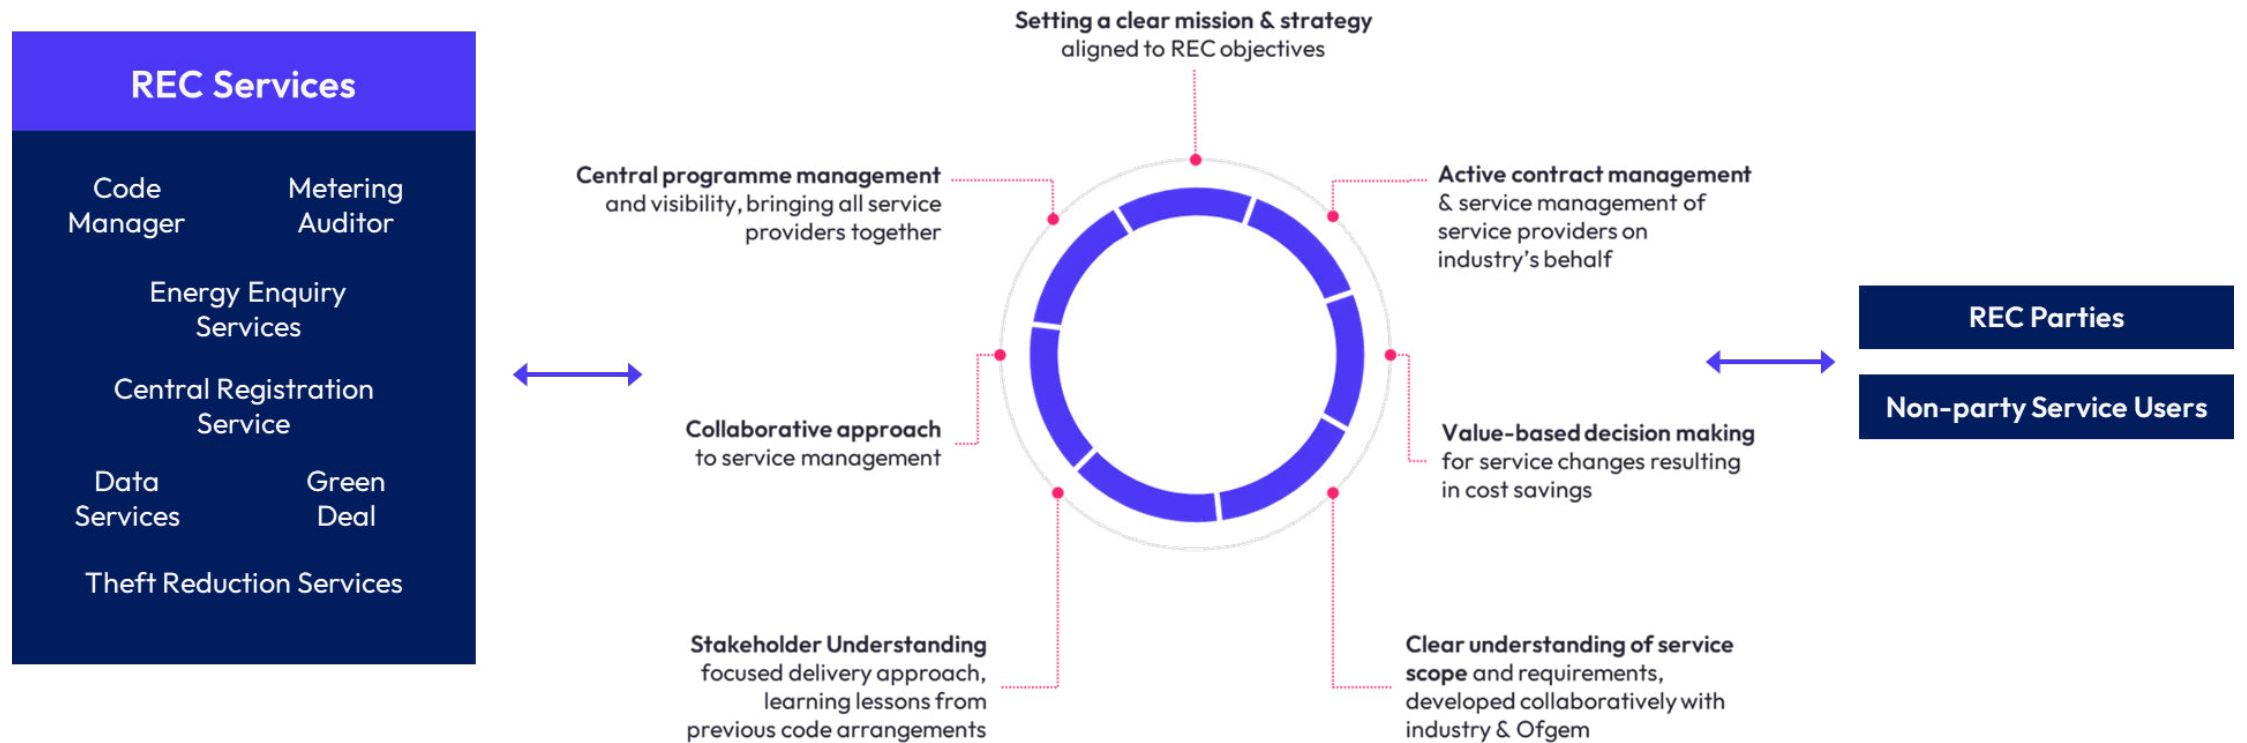 REC Services
Code
Manager
Metering
Auditor
Energy Enquiry
Services
Central Registration
Service
Data
Services
Green
Deal
Theft Reduction Services
Setting a clear mission & strategy
aligned to REC objectives
Central programme management
and visibility, bringing all service
providers together
Active contract management
& service management of
service providers on
industry's behalf
Collaborative approach
to service management
Value-based decision making
for service changes resulting
in cost savings
Stakeholder Understanding
focused delivery approach,
learning lessons from
previous code arrangements
Clear understanding of service
scope and requirements,
developed collaboratively with
industry & Ofgem
REC Parties
Non-party Service Users